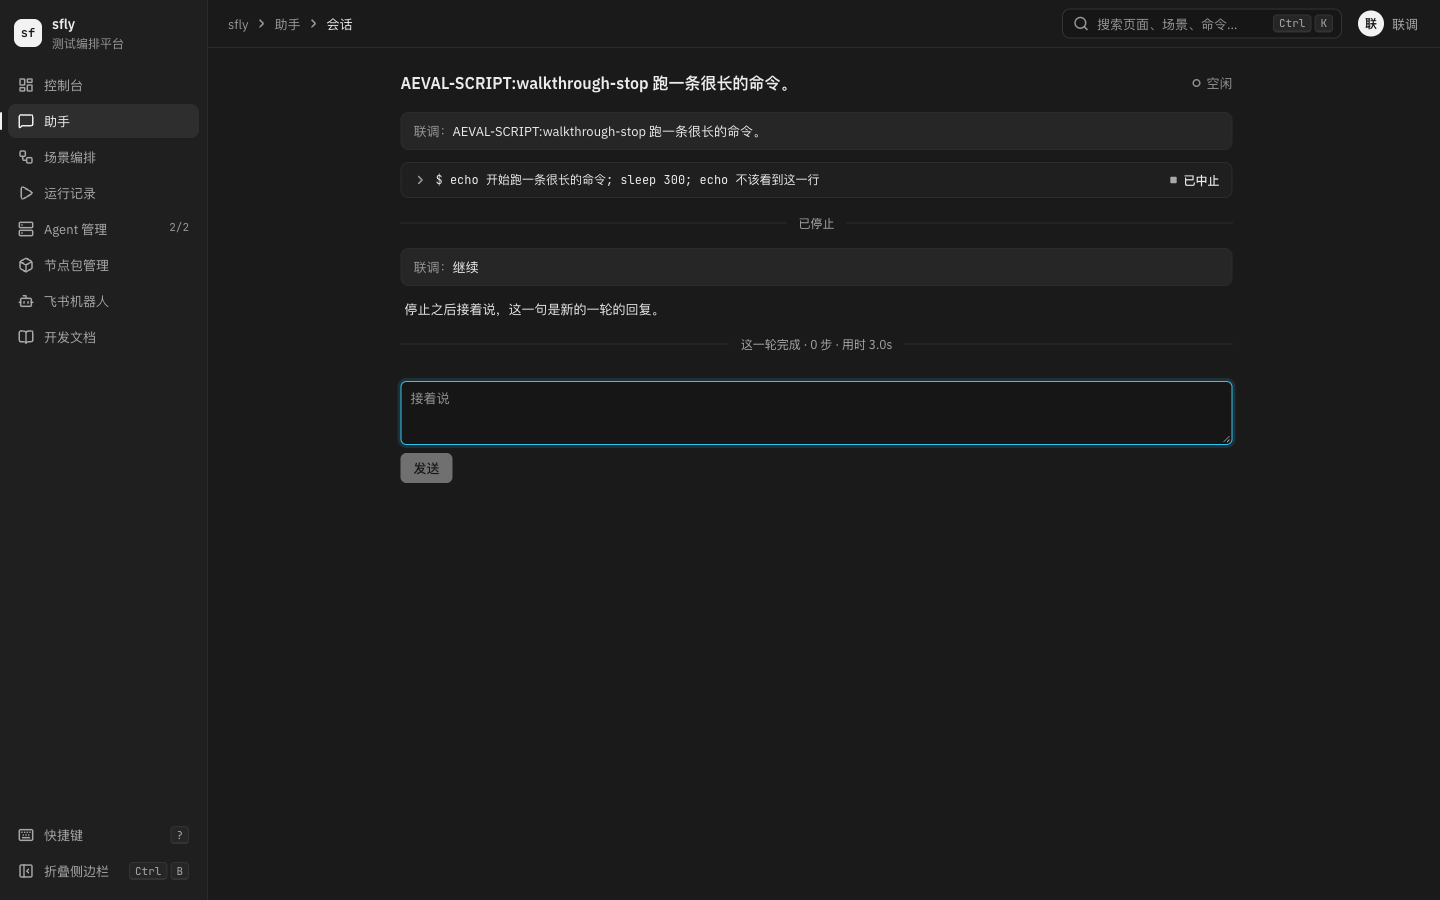 sf
sfly
测试编排平台
控制台
助手
场景编排
运行记录
Agent 管理 2/2
节点包管理
飞书机器人
开发文档
快捷键 ?
折叠侧边栏 Ctrl B
sfly > 助手 > 会话
搜索页面、场景、命令... Ctrl K
联 联调
AEVAL-SCRIPT:walkthrough-stop 跑一条很长的命令。
空闲
联调: AEVAL-SCRIPT:walkthrough-stop 跑一条很长的命令。
$ echo 开始跑一条很长的命令; sleep 300; echo 不该看到这一行
已中止
已停止
联调: 继续
停止之后接着说，这一句是新的一轮的回复。
这一轮完成 · 0 步 · 用时 3.0s
接着说
发送